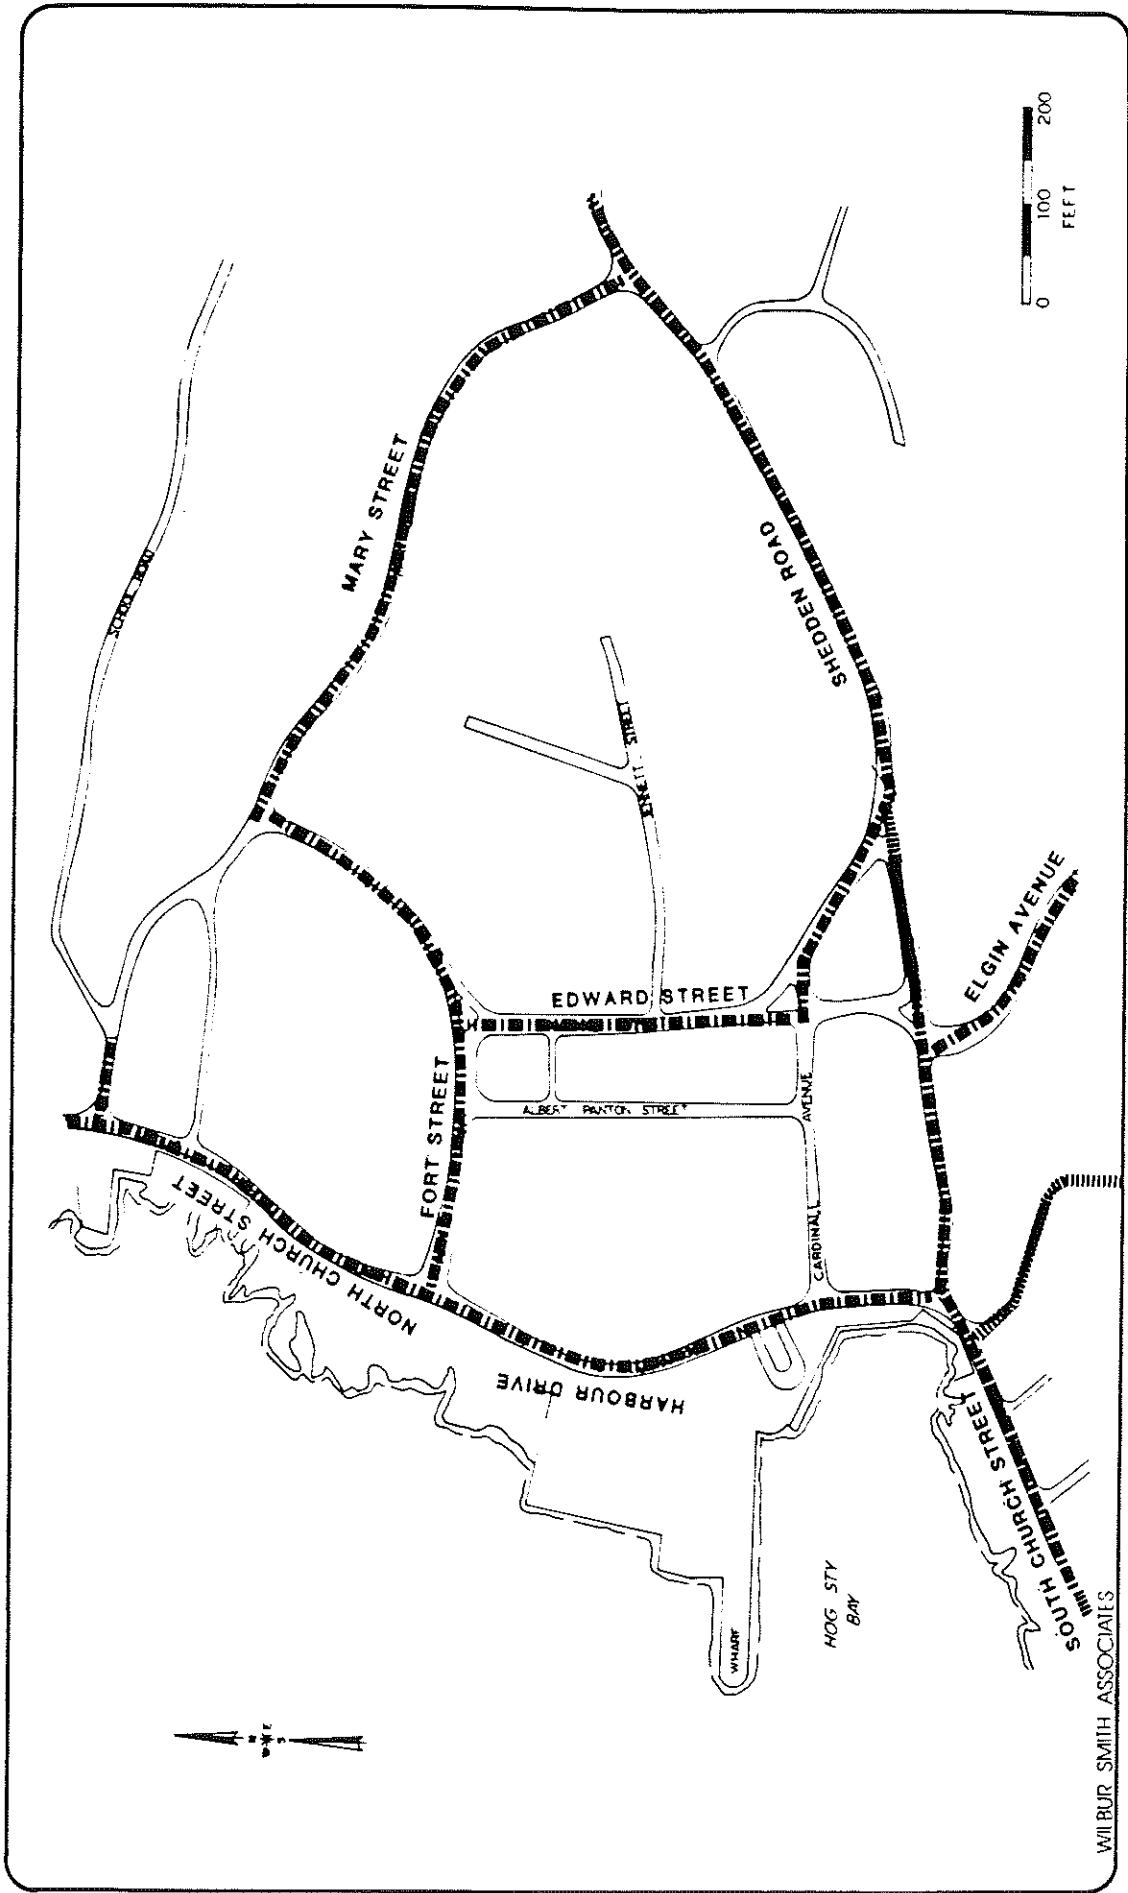 SCHOOL ROAD
MARY STREET
SHEDDEN ROAD
STREET
EDWARD STREET
ELGIN AVENUE
FORT STREET
ALBERT PANTON STREET
CARDINALL AVENUE
NORTH CHURCH STREET
HARBOUR DRIVE
SOUTH CHURCH STREET
WHARF
HOG STY
BAY
N
W E
S
0 100 200
FEET
WILBUR SMITH ASSOCIATES